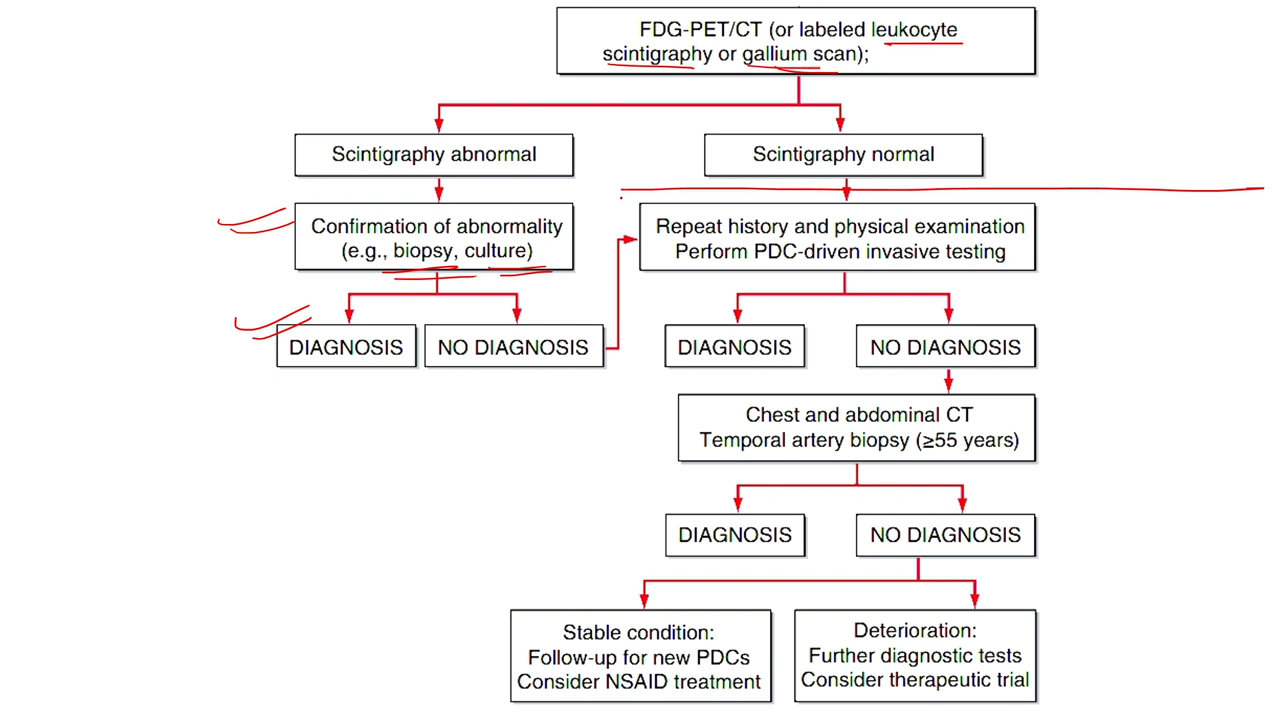 FDG-PET/CT (or labeled leukocyte
scintigraphy or gallium scan);
Scintigraphy abnormal
Scintigraphy normal
Confirmation of abnormality
(e.g., biopsy, culture)
Repeat history and physical examination
Perform PDC-driven invasive testing
DIAGNOSIS
NO DIAGNOSIS
DIAGNOSIS
NO DIAGNOSIS
Chest and abdominal CT
Temporal artery biopsy (≥55 years)
DIAGNOSIS
NO DIAGNOSIS
Stable condition:
Follow-up for new PDCs
Consider NSAID treatment
Deterioration:
Further diagnostic tests
Consider therapeutic trial